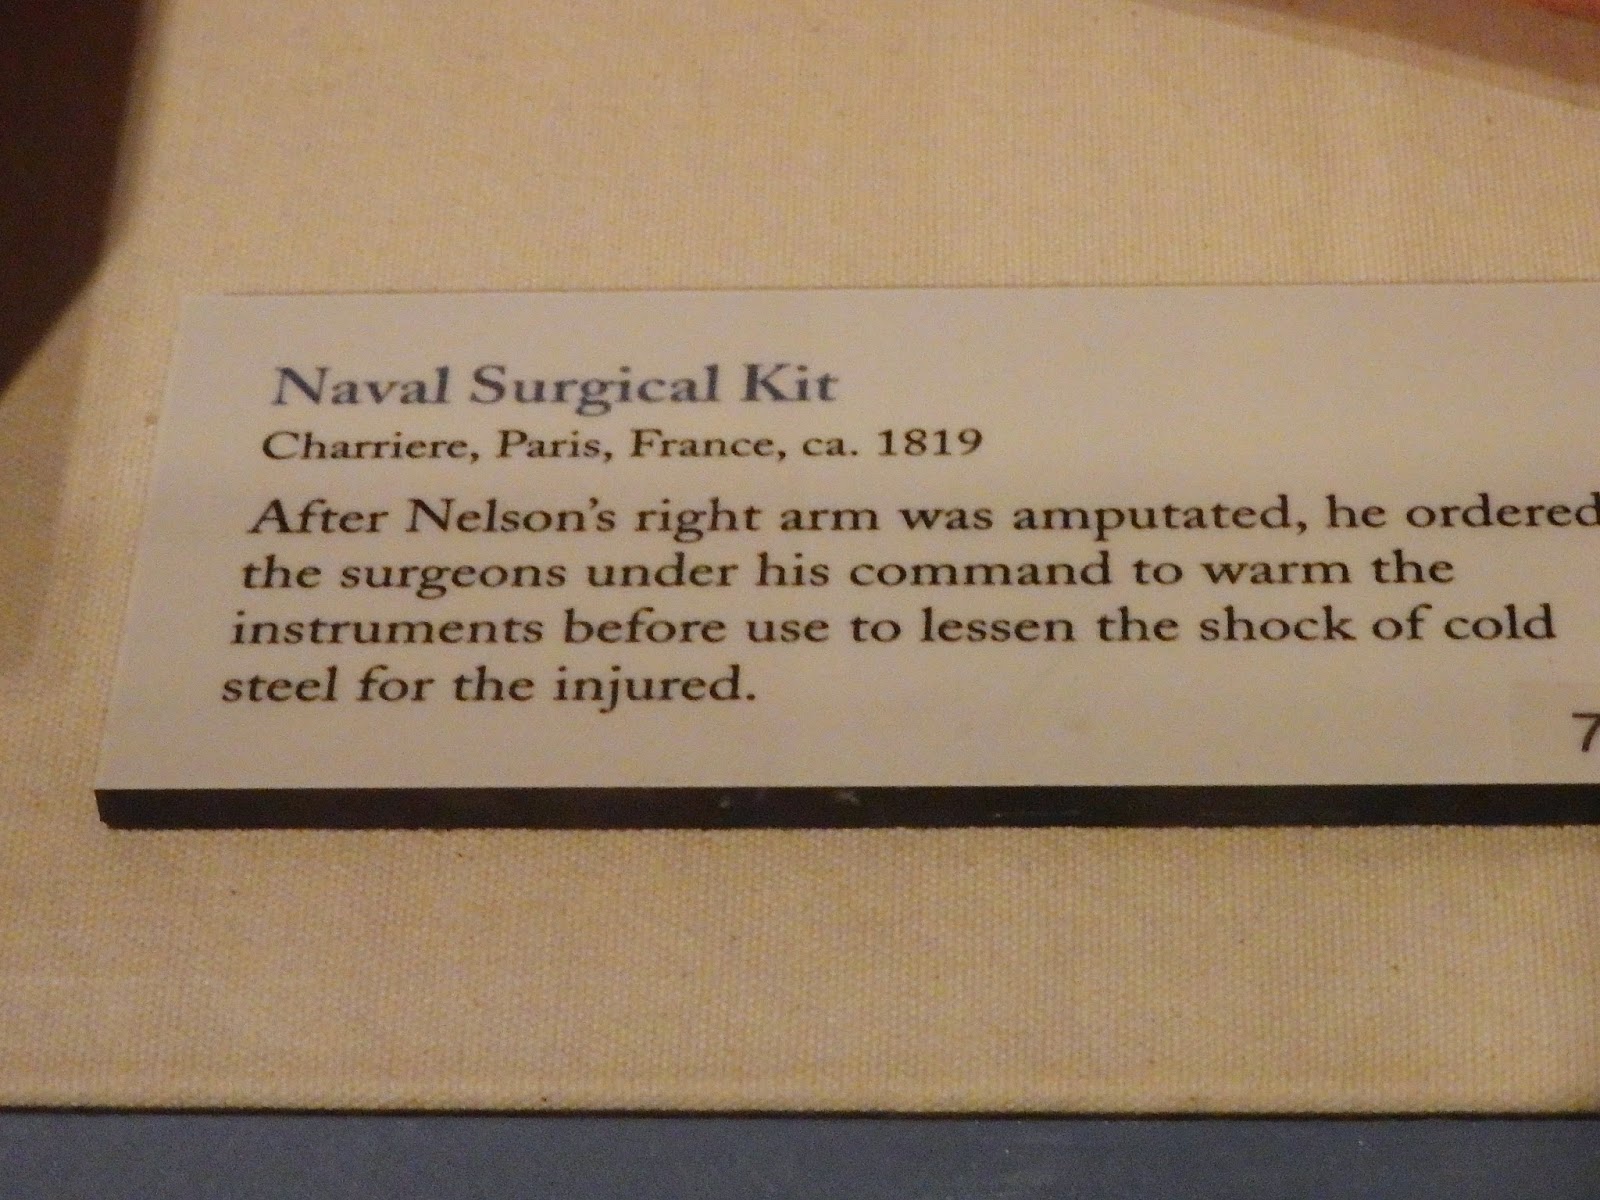 Naval Surgical Kit
Charriere, Paris, France, ca. 1819
After Nelson's right arm was amputated, he ordered
the surgeons under his command to warm the
instruments before use to lessen the shock of cold
steel for the injured.
7